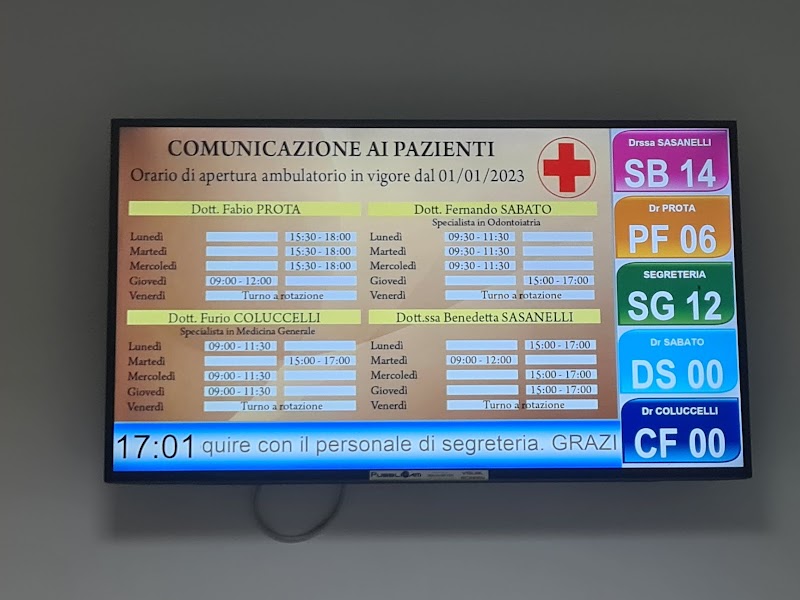 COMUNICAZIONE AI PAZIENTI
Orario di apertura ambulatorio in vigore dal 01/01/2023
Dott. Fabio PROTA
Lunedì 15:30 - 18:00
Martedì 15:30 - 18:00
Mercoledì 15:30 - 18:00
Giovedì 09:00 - 12:00
Venerdì Turno a rotazione
Dott. Fernando SABATO
Specialista in Odontoiatria
Lunedì 09:30 - 11:30
Martedì 09:30 - 11:30
Mercoledì 09:30 - 11:30
Giovedì 15:00 - 17:00
Venerdì Turno a rotazione
Dott. Furio COLUCCELLI
Specialista in Medicina Generale
Lunedì 09:00 - 11:30
Martedì 15:00 - 17:00
Mercoledì 09:00 - 11:30
Giovedì 09:00 - 11:30
Venerdì Turno a rotazione
Dott.ssa Benedetta SASANELLI
Lunedì 15:00 - 17:00
Martedì 09:00 - 12:00
Mercoledì 15:00 - 17:00
Giovedì 15:00 - 17:00
Venerdì Turno a rotazione
Drssa SASANELLI
SB 14
Dr PROTA
PF 06
SEGRETERIA
SG 12
Dr SABATO
DS 00
Dr COLUCCELLI
CF 00
17:01 quire con il personale di segreteria. GRAZI